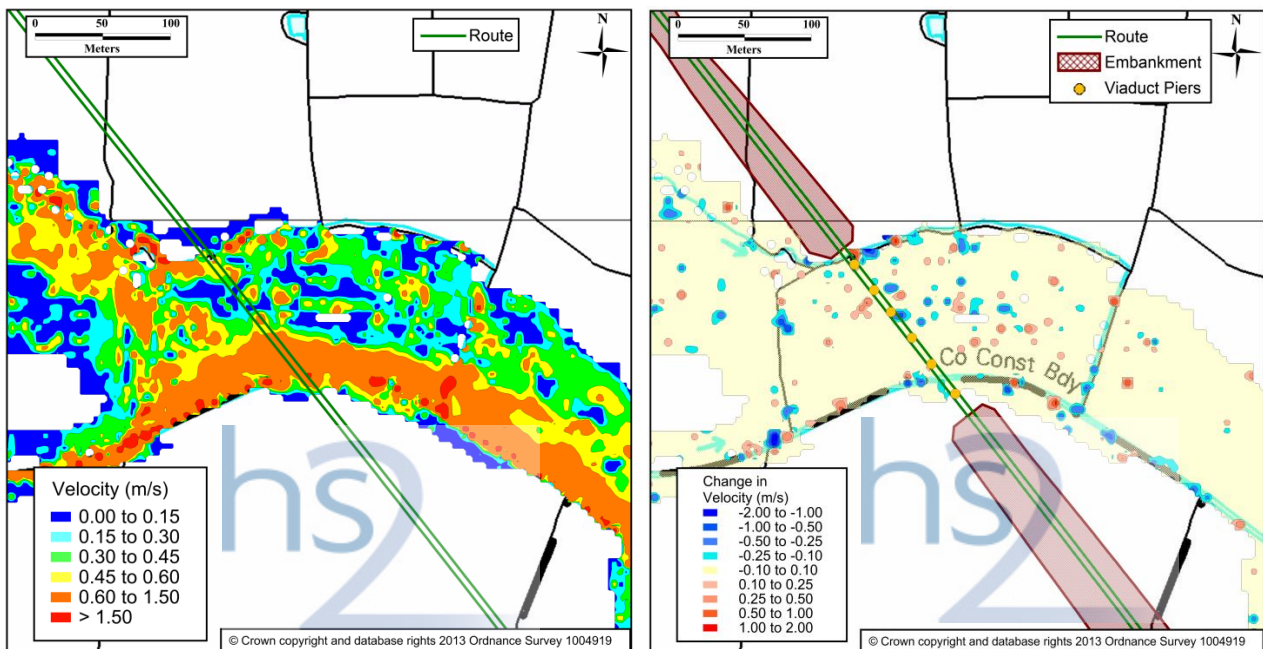 0 50 100
Meters
Route
N
Velocity (m/s)
0.00 to 0.15
0.15 to 0.30
0.30 to 0.45
0.45 to 0.60
0.60 to 1.50
> 1.50
hs2
© Crown copyright and database rights 2013 Ordnance Survey 1004919
0 50 100
Meters
Route
Embankment
Viaduct Piers
N
Co Const Bdy
Change in
Velocity (m/s)
-2.00 to -1.00
-1.00 to -0.50
-0.50 to -0.25
-0.25 to -0.10
-0.10 to 0.10
0.10 to 0.25
0.25 to 0.50
0.50 to 1.00
1.00 to 2.00
hs2
© Crown copyright and database rights 2013 Ordnance Survey 1004919